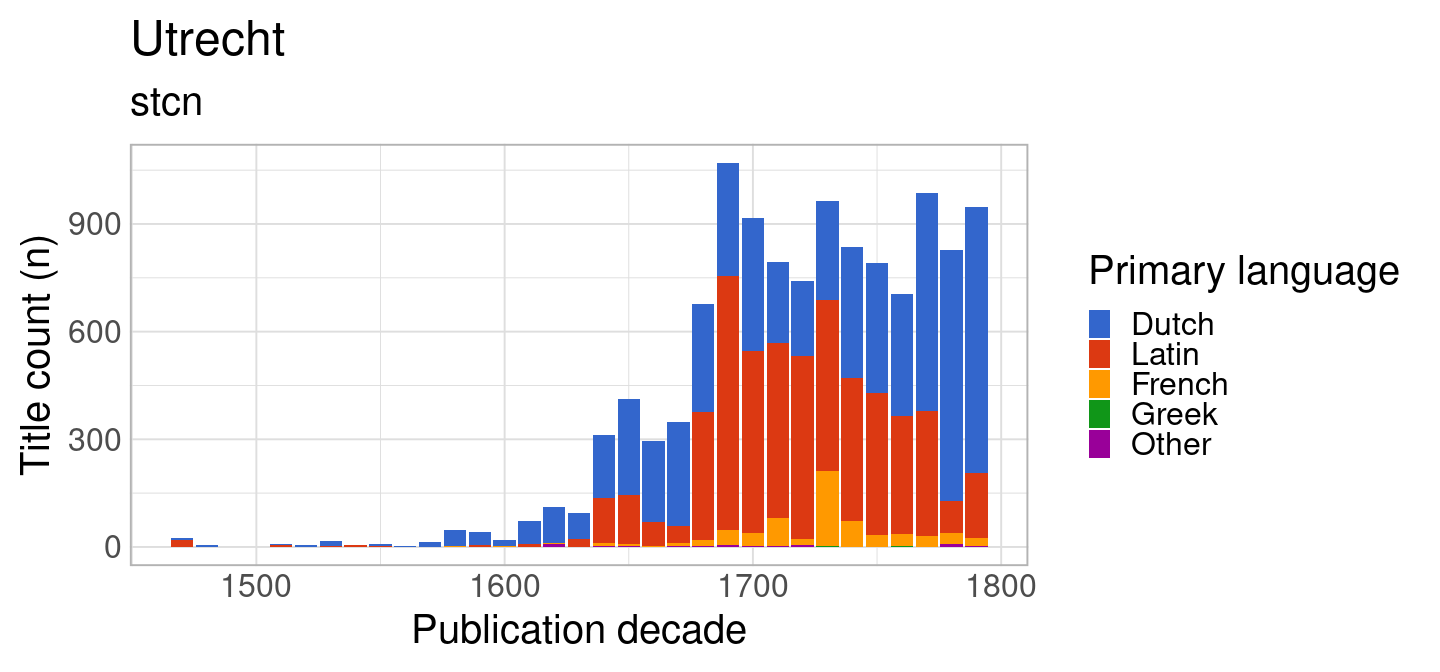 Utrecht
stcn
Title count (n)
900
600
300
0
1500 1600 1700 1800
Publication decade
Primary language
Dutch
Latin
French
Greek
Other